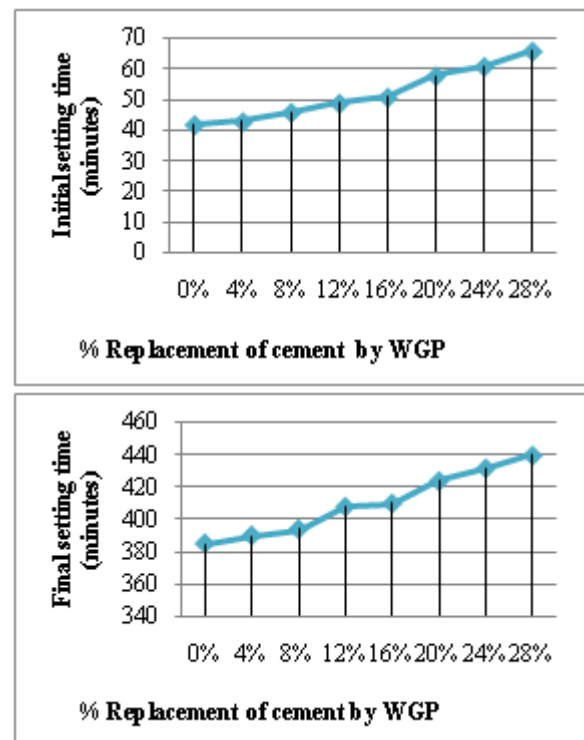 Initial setting time
(minutes)
70
60
50
40
30
20
10
0
0% 4% 8% 12% 16% 20% 24% 28%
% Replacement of cement by WGP
Final setting time
(minutes)
460
440
420
400
380
360
340
0% 4% 8% 12% 16% 20% 24% 28%
% Replacement of cement by WGP